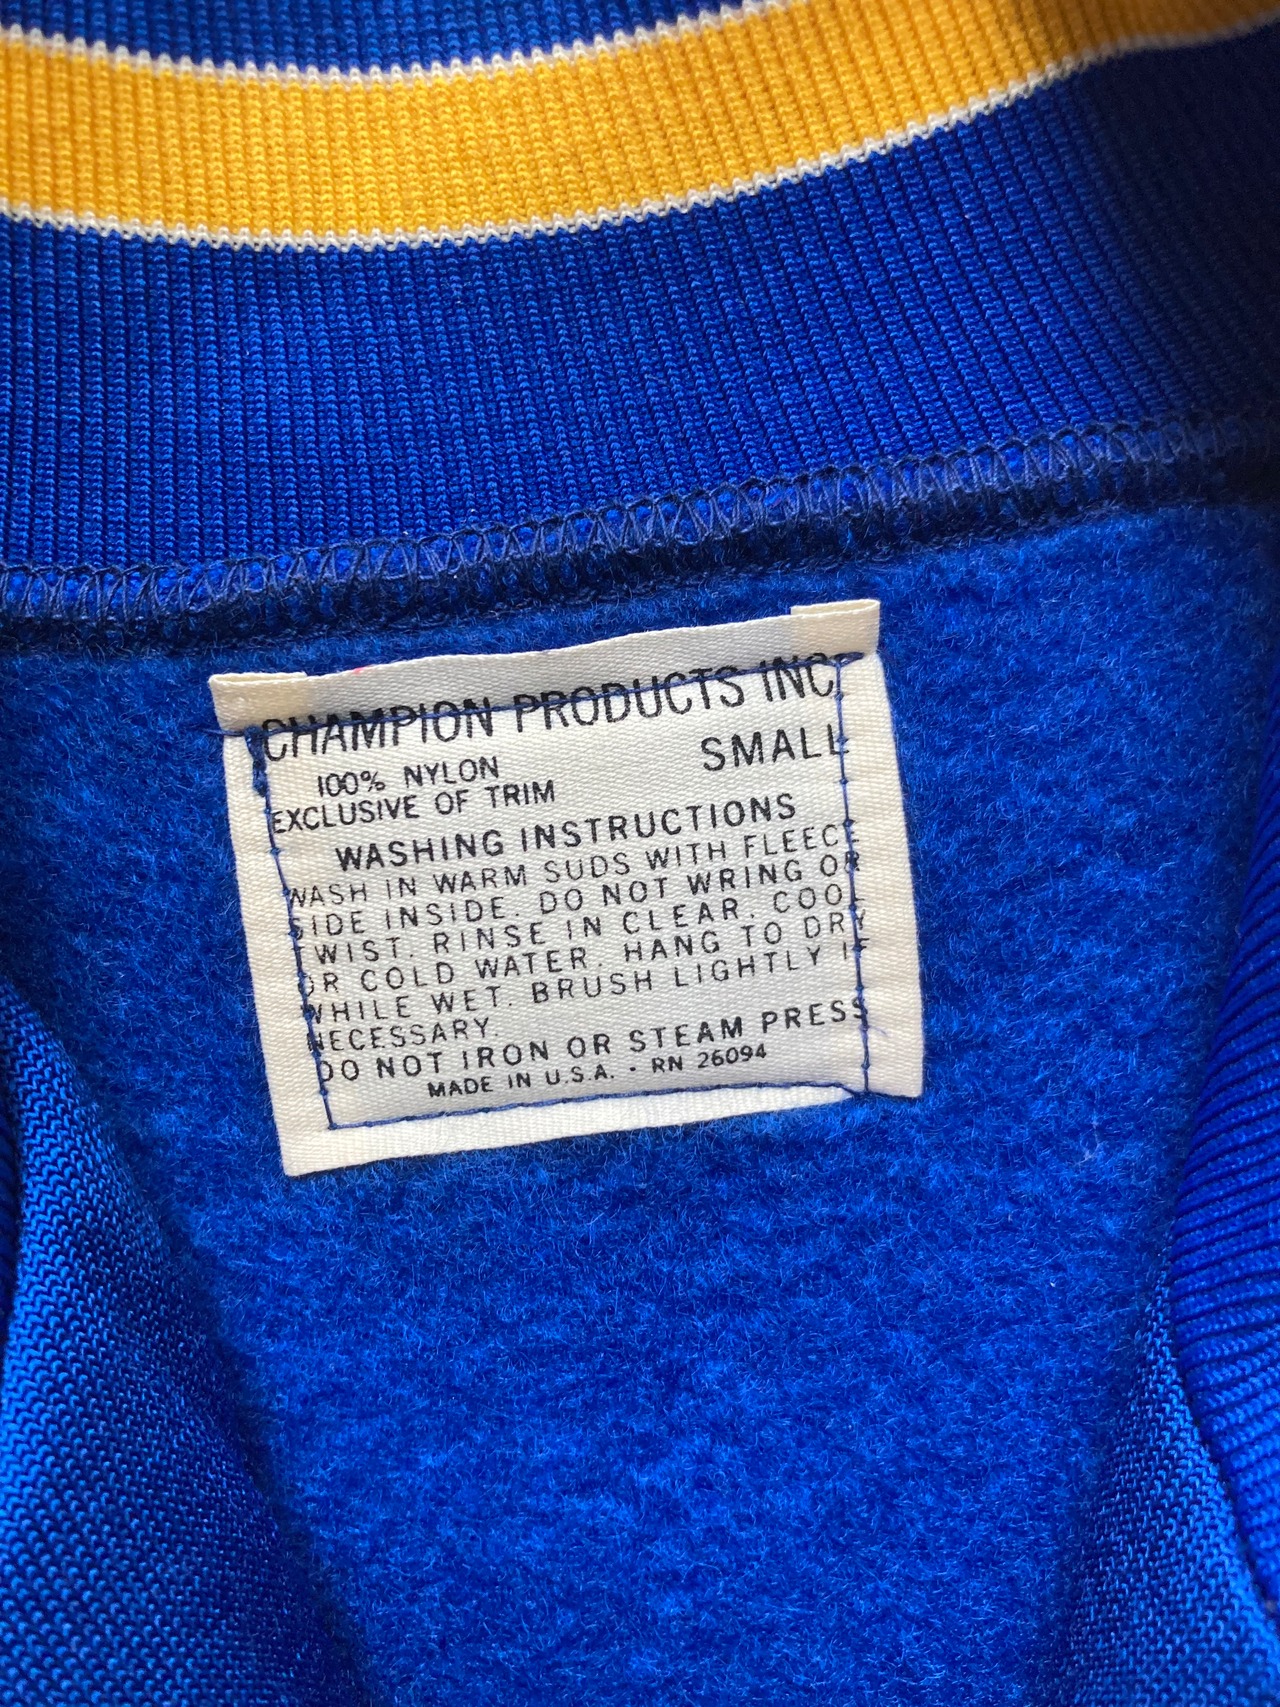 CHAMPION PRODUCTS INC.
SMALL
100% NYLON
EXCLUSIVE OF TRIM
WASHING INSTRUCTIONS
WASH IN WARM SUDS WITH FLEECE
SIDE INSIDE. DO NOT WRING OR
TWIST. RINSE IN CLEAR, COOL
OR COLD WATER. HANG TO DRY
WHILE WET. BRUSH LIGHTLY IF
NECESSARY.
DO NOT IRON OR STEAM PRESS
MADE IN U.S.A. · RN 26094